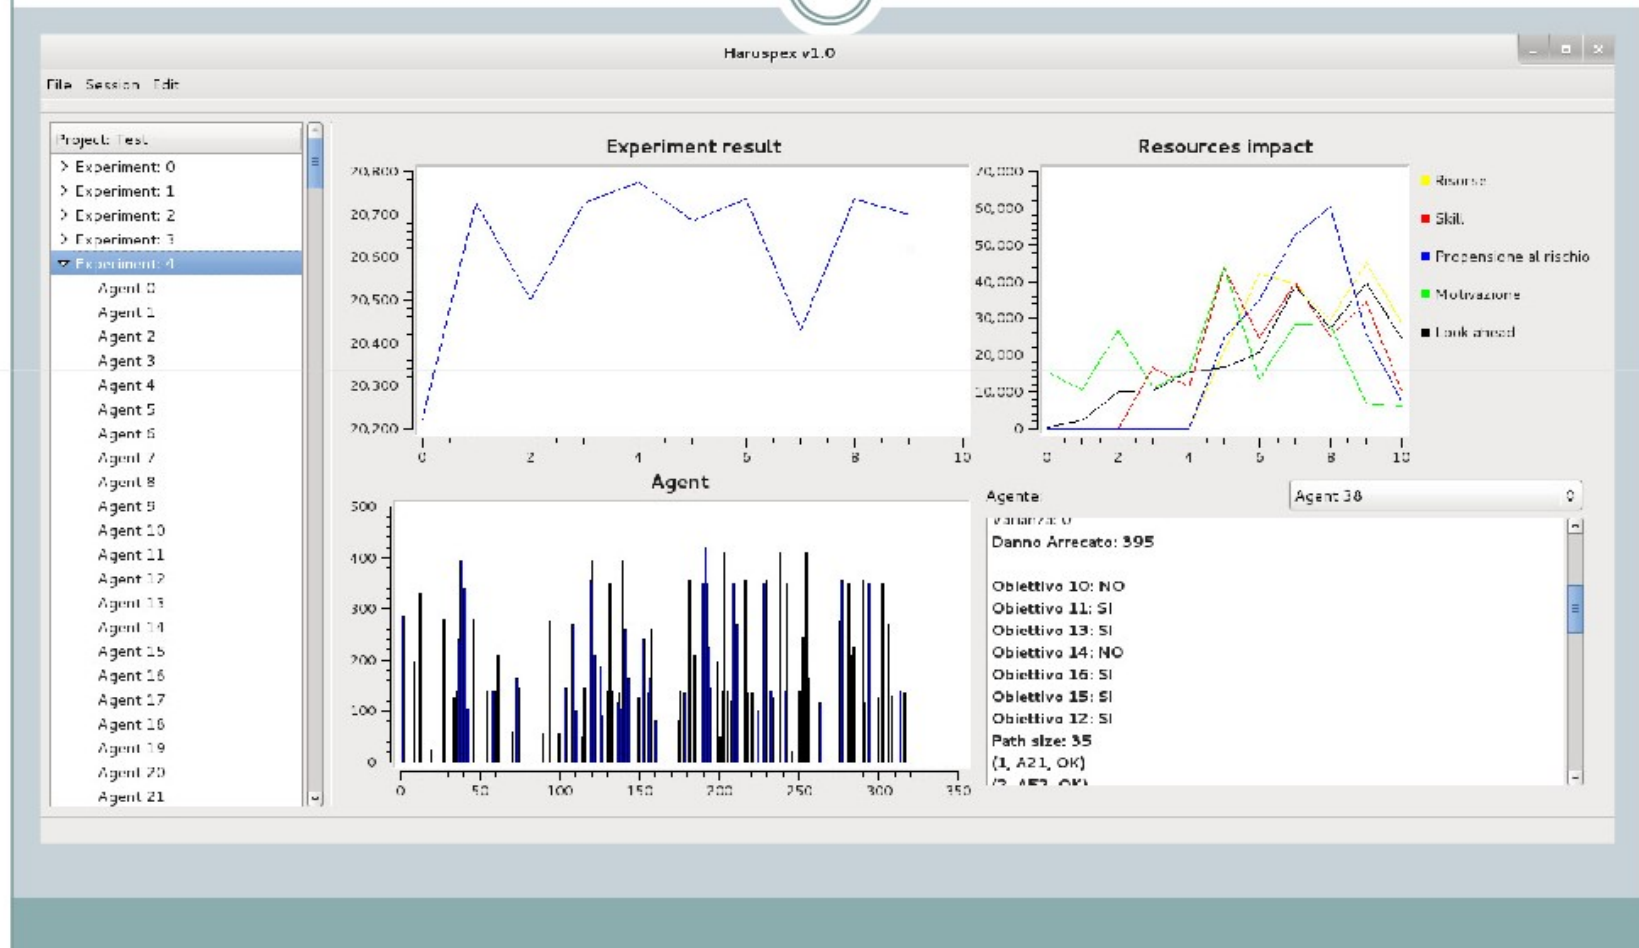 Haruspex v1.0
File Session Edit
Project: Test
Experiment: 0
Experiment: 1
Experiment: 2
Experiment: 3
Experiment: 4
Agent 0
Agent 1
Agent 2
Agent 3
Agent 4
Agent 5
Agent 6
Agent 7
Agent 8
Agent 9
Agent 10
Agent 11
Agent 12
Agent 13
Agent 14
Agent 15
Agent 16
Agent 17
Agent 18
Agent 19
Agent 20
Agent 21
Experiment result
20,800
20,700
20,600
20,500
20,400
20,300
20,200
0 2 4 6 8 10
Resources impact
70,000
60,000
50,000
40,000
30,000
20,000
10,000
0
0 2 4 6 8 10
Risorse
Skill
Propensione al rischio
Motivazione
Look ahead
Agent
500
400
300
200
100
0
0 50 100 150 200 250 300 350
Agente: Agent 38
Varianza: 0
Danno Arrecato: 395
Obiettivo 10: NO
Obiettivo 11: SI
Obiettivo 13: SI
Obiettivo 14: NO
Obiettivo 16: SI
Obiettivo 15: SI
Obiettivo 12: SI
Path size: 35
(1, A21, OK)